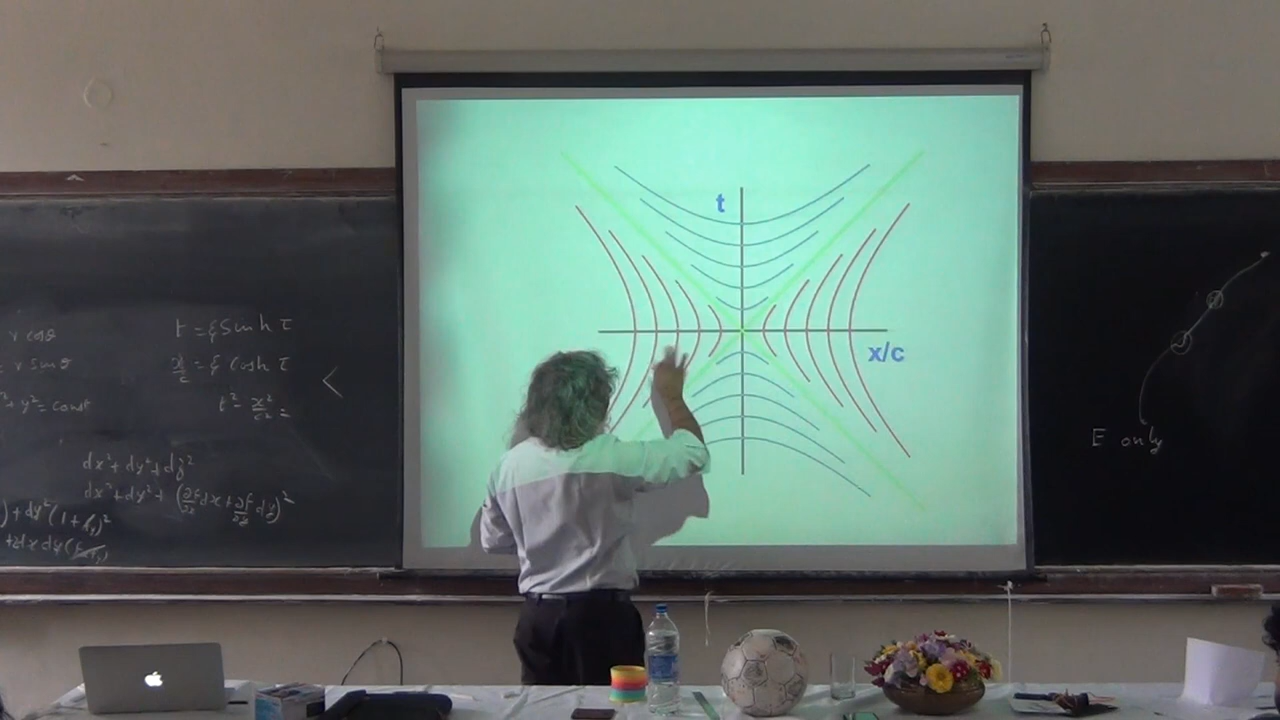 r cosθ
r sinθ
x²+y²=const
t = ξ Sinh τ
x/c = ξ cosh τ
t² - x²/c² =
<
dx²+dy²+dz²
dx²+dy²+ (∂f/∂x dx + ∂f/∂y dy)²
) + dy² (1+f,y)²
+2dx dy (
t
x/c
E only